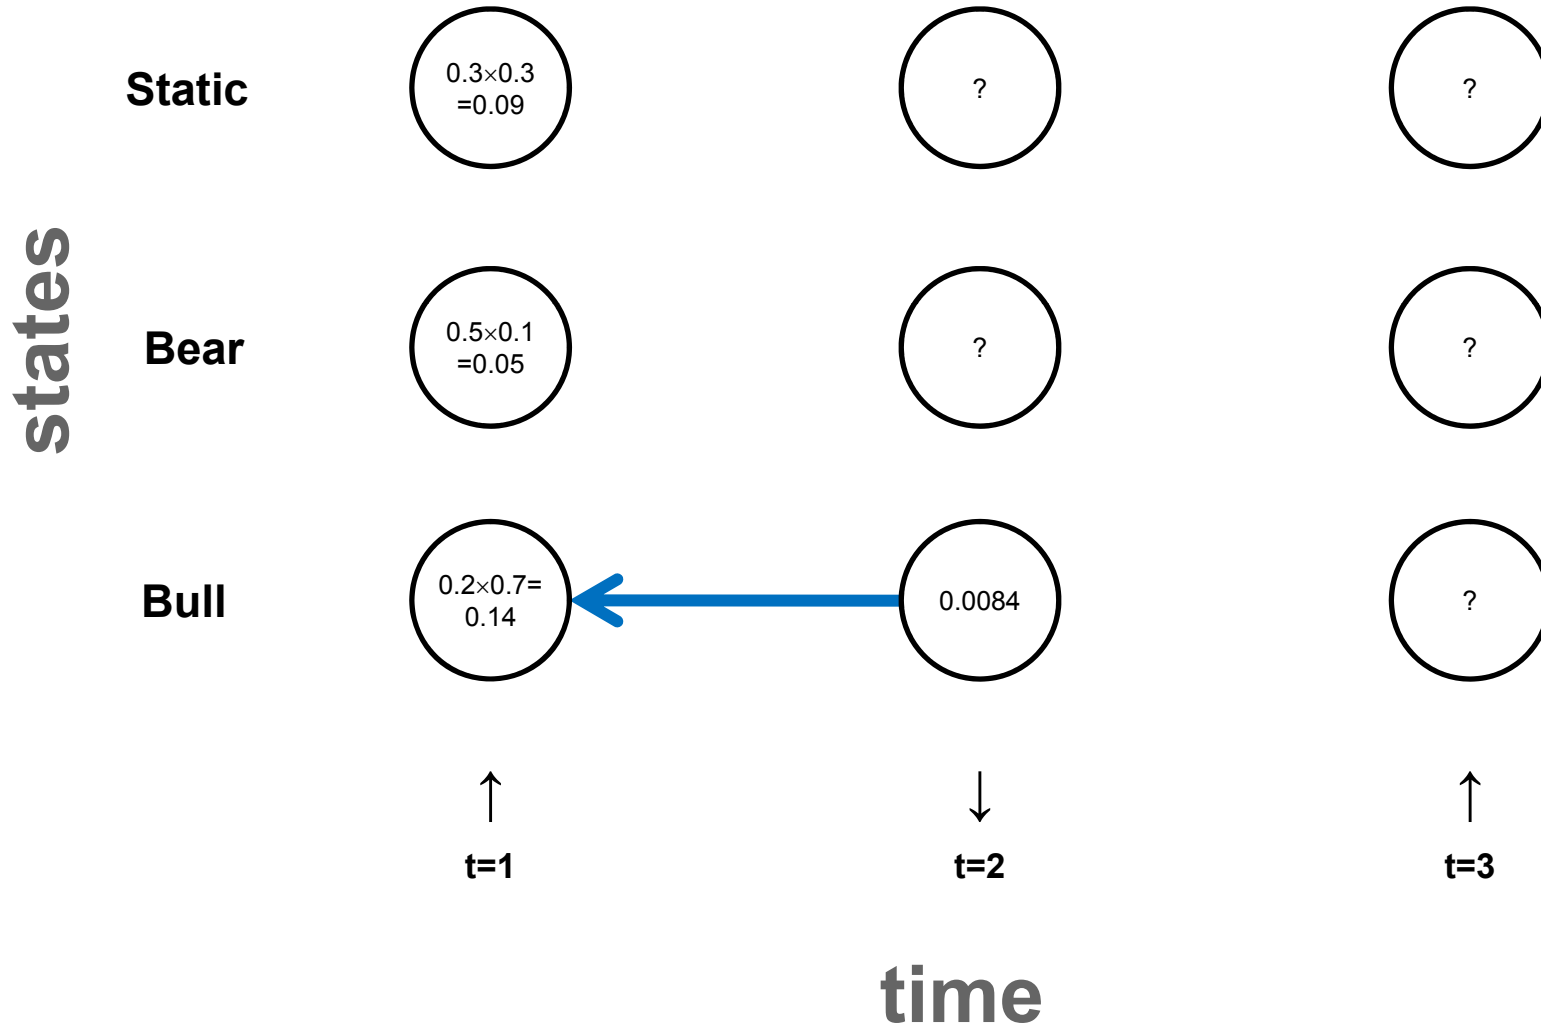 states
Static
0.3×0.3
=0.09
?
?
Bear
0.5×0.1
=0.05
?
?
Bull
0.2×0.7=
0.14
0.0084
?
↑
↓
↑
t=1
t=2
t=3
time